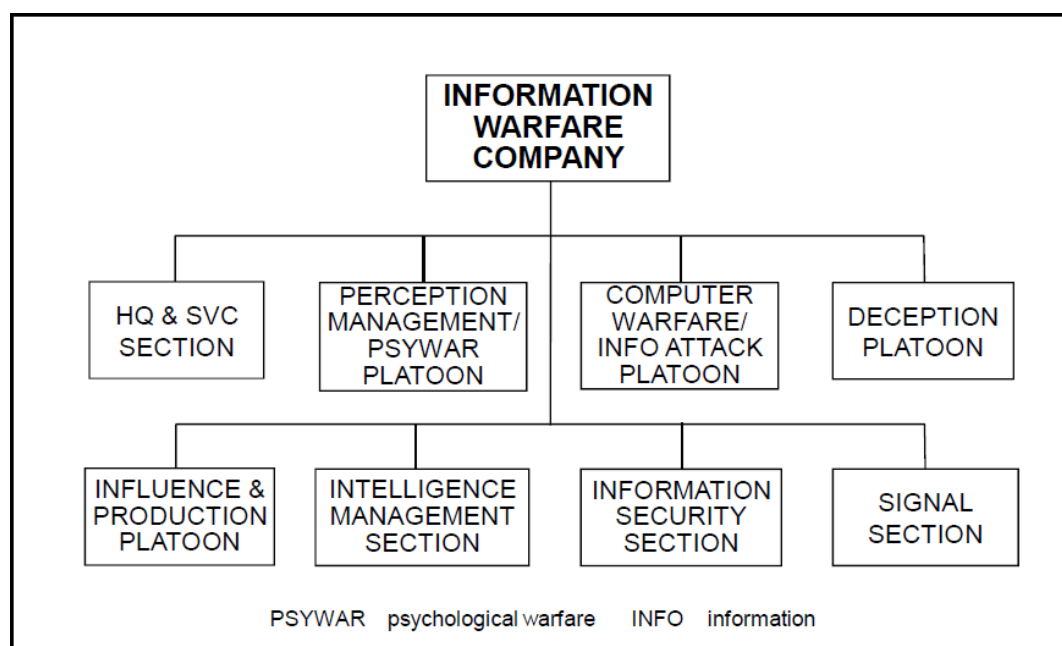 INFORMATION
WARFARE
COMPANY
HQ & SVC
SECTION
PERCEPTION
MANAGEMENT/
PSYWAR
PLATOON
COMPUTER
WARFARE/
INFO ATTACK
PLATOON
DECEPTION
PLATOON
INFLUENCE &
PRODUCTION
PLATOON
INTELLIGENCE
MANAGEMENT
SECTION
INFORMATION
SECURITY
SECTION
SIGNAL
SECTION
PSYWAR psychological warfare INFO information